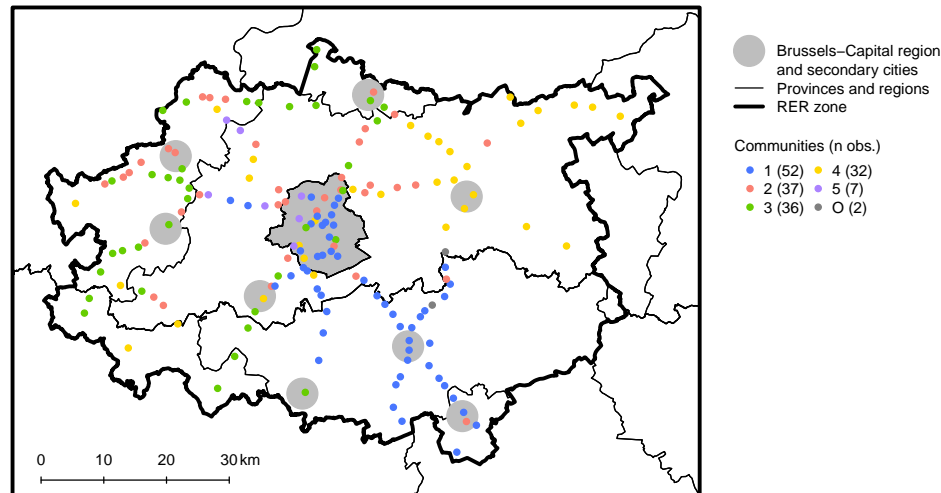 Brussels–Capital region
and secondary cities
Provinces and regions
RER zone
Communities (n obs.)
1 (52) 4 (32)
2 (37) 5 (7)
3 (36) O (2)
0 10 20 30 km